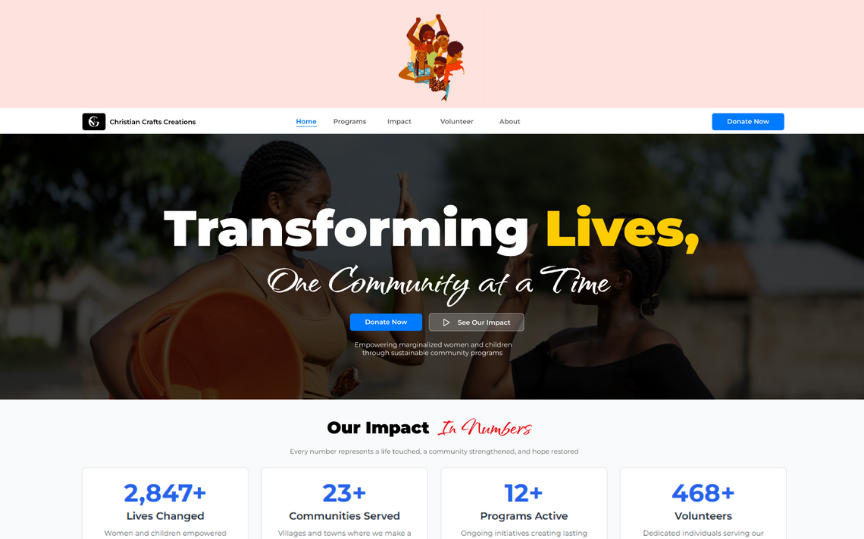 Christian Crafts Creations
Home Programs Impact Volunteer About
Donate Now
Transforming Lives,
One Community at a Time
Donate Now
See Our Impact
Empowering marginalized women and children
through sustainable community programs
Our Impact In Numbers
Every number represents a life touched, a community strengthened, and hope restored
2,847+
Lives Changed
Women and children empowered
23+
Communities Served
Villages and towns where we make a
12+
Programs Active
Ongoing initiatives creating lasting
468+
Volunteers
Dedicated individuals serving our